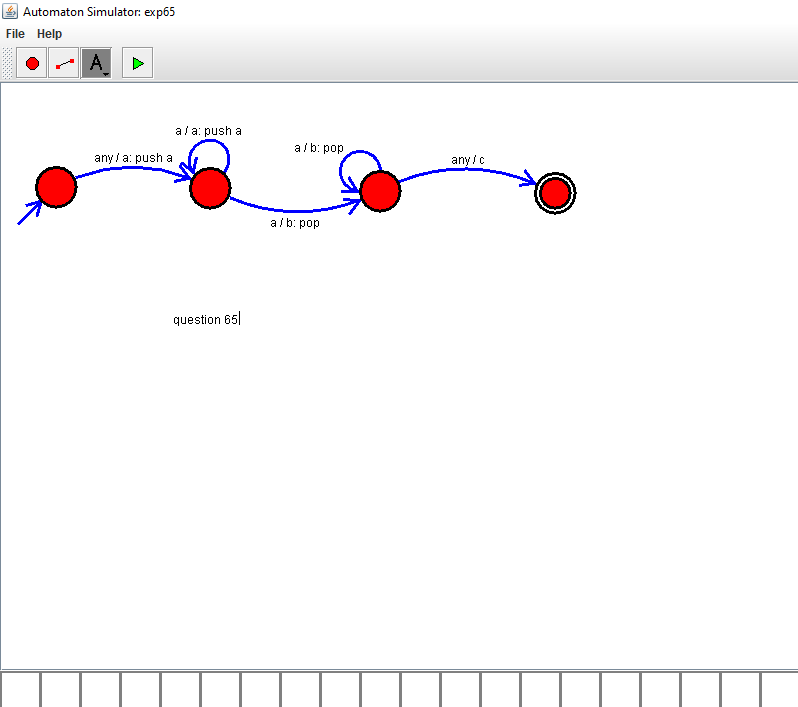 Automaton Simulator: exp65
File Help
A
a / a: push a
any / a: push a
a / b: pop
any / c
a / b: pop
question 65